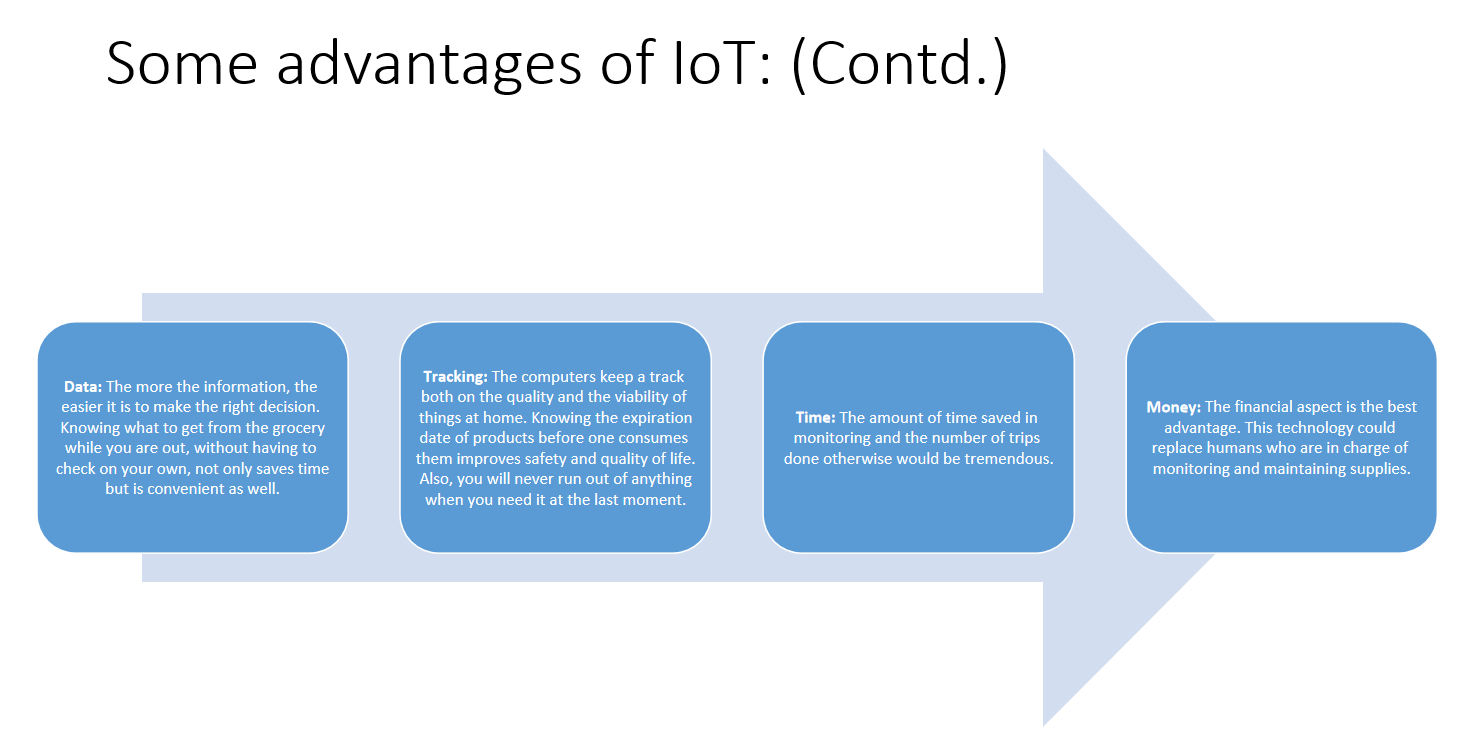 Some advantages of IoT: (Contd.)
Data: The more the information, the
easier it is to make the right decision.
Knowing what to get from the grocery
while you are out, without having to
check on your own, not only saves time
but is convenient as well.
Tracking: The computers keep a track
both on the quality and the viability of
things at home. Knowing the expiration
date of products before one consumes
them improves safety and quality of life.
Also, you will never run out of anything
when you need it at the last moment.
Time: The amount of time saved in
monitoring and the number of trips
done otherwise would be tremendous.
Money: The financial aspect is the best
advantage. This technology could
replace humans who are in charge of
monitoring and maintaining supplies.